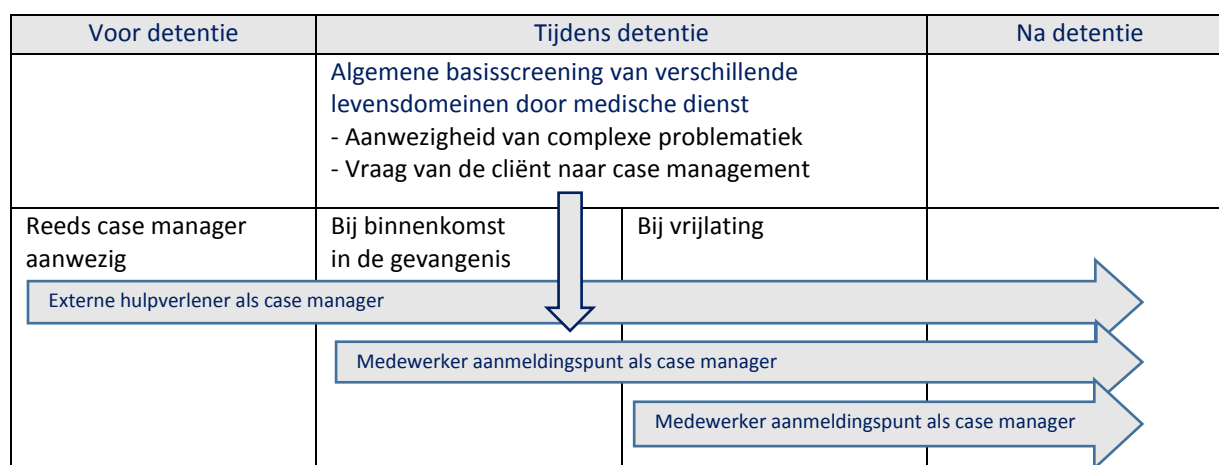 Voor detentie
Tijdens detentie
Na detentie
Algemene basisscreening van verschillende
levensdomeinen door medische dienst
- Aanwezigheid van complexe problematiek
- Vraag van de cliënt naar case management
Reeds case manager
aanwezig
Bij binnenkomst
in de gevangenis
Bij vrijlating
Externe hulpverlener als case manager
Medewerker aanmeldingspunt als case manager
Medewerker aanmeldingspunt als case manager